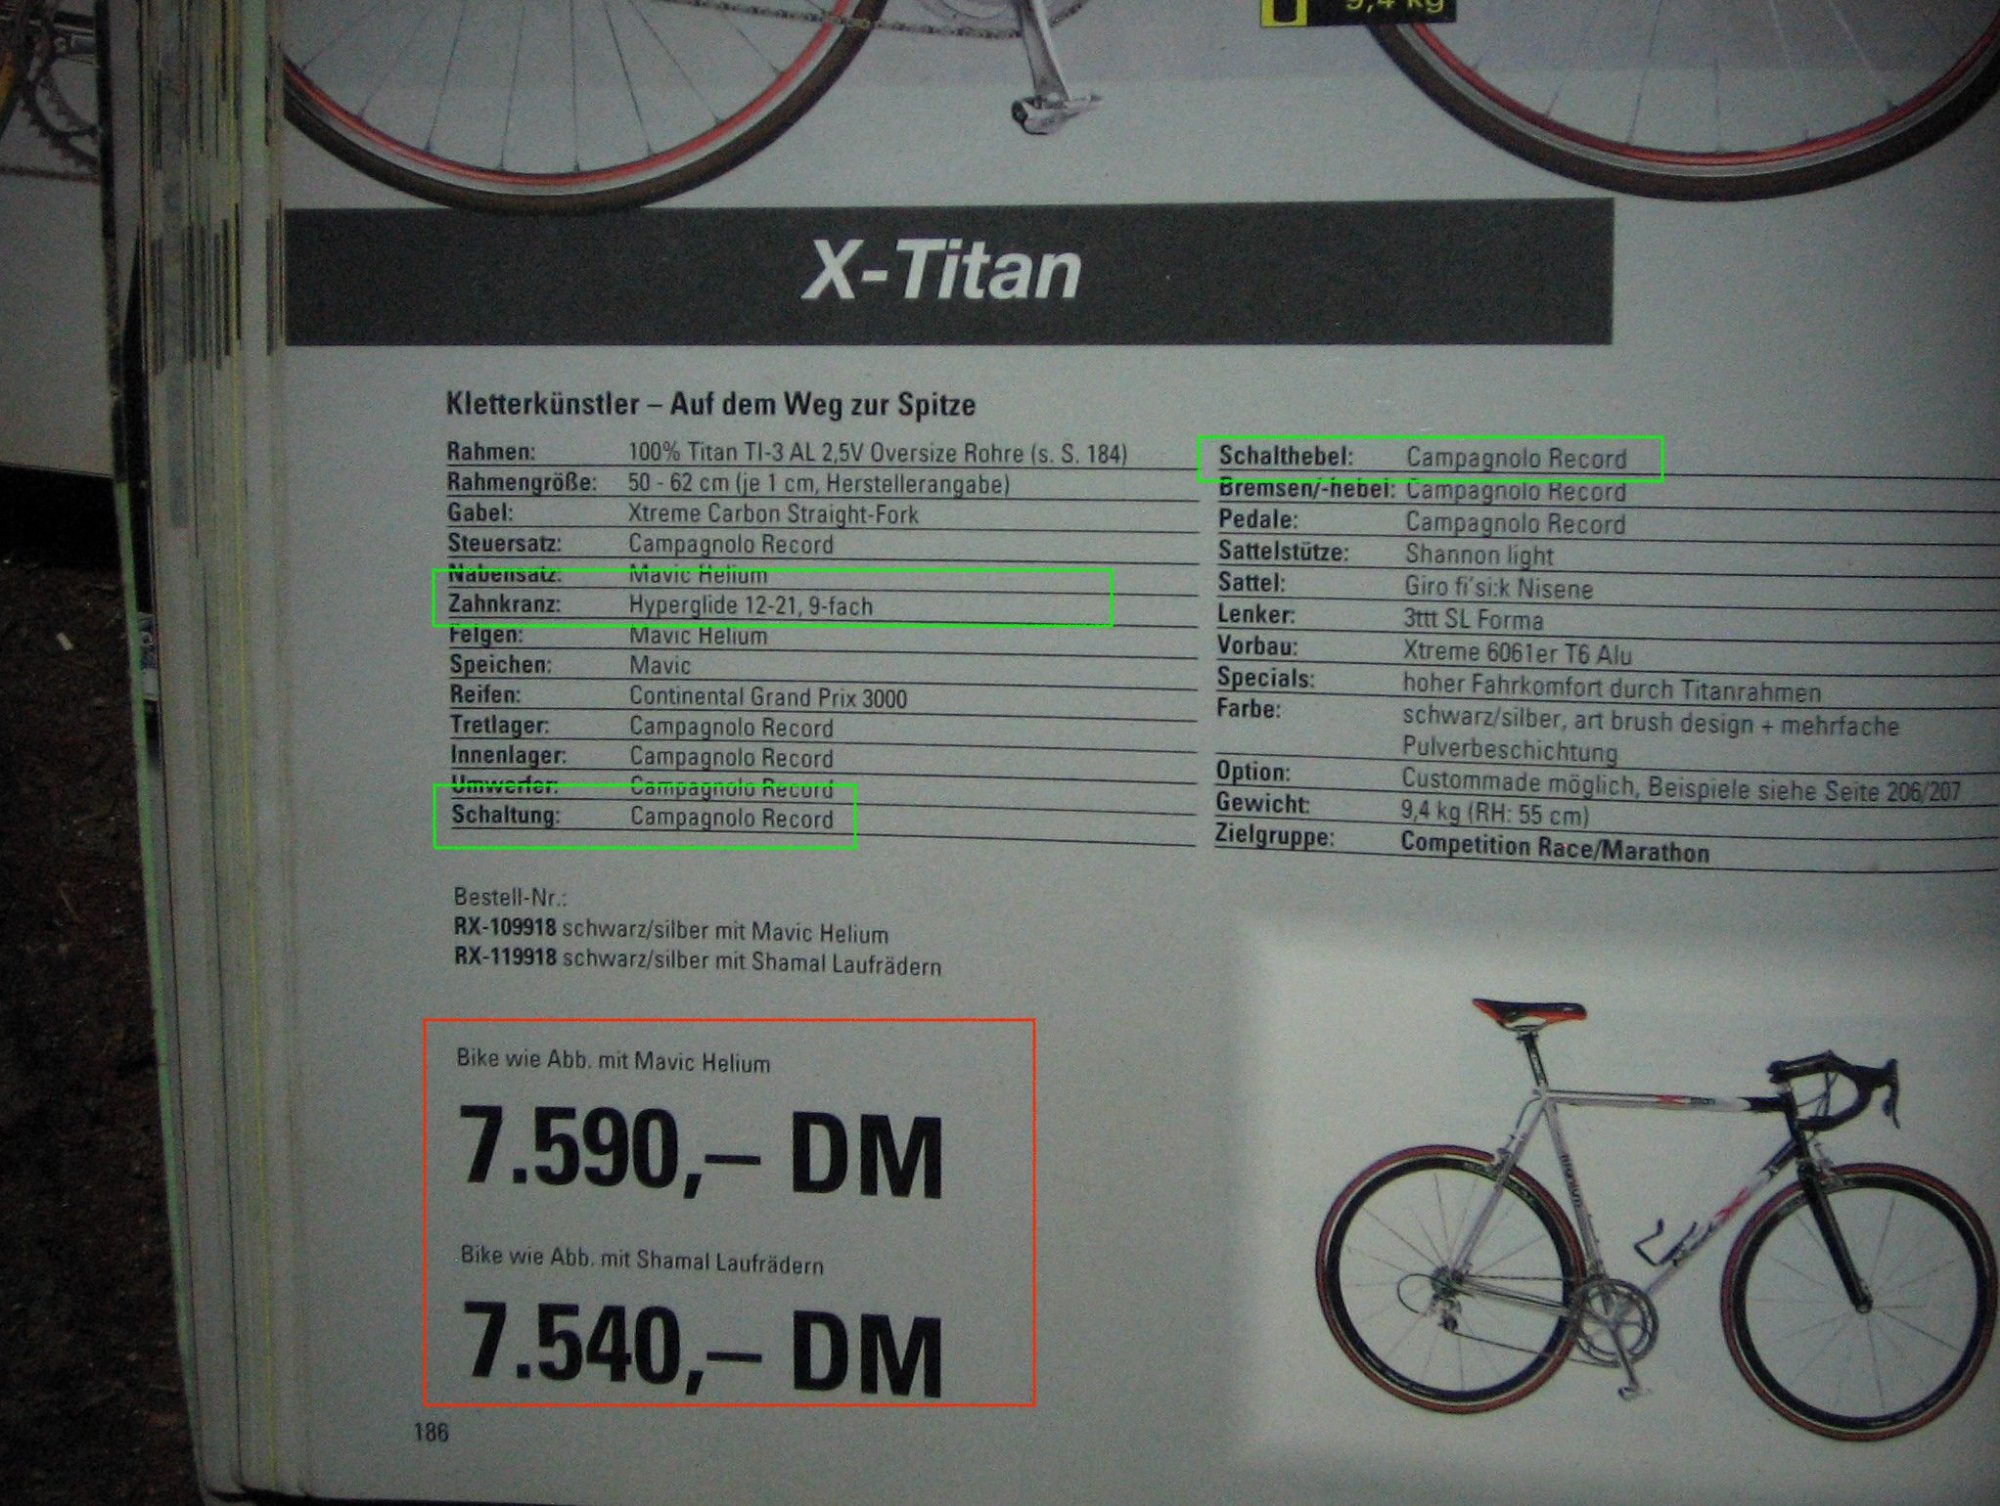 9,4 kg
X-Titan
Kletterkünstler – Auf dem Weg zur Spitze
Rahmen: 100% Titan TI-3 AL 2,5V Oversize Rohre (s. S. 184)
Rahmengröße: 50 - 62 cm (je 1 cm, Herstellerangabe)
Gabel: Xtreme Carbon Straight-Fork
Steuersatz: Campagnolo Record
Nabensatz: Mavic Helium
Zahnkranz: Hyperglide 12-21, 9-fach
Felgen: Mavic Helium
Speichen: Mavic
Reifen: Continental Grand Prix 3000
Tretlager: Campagnolo Record
Innenlager: Campagnolo Record
Umwerfer: Campagnolo Record
Schaltung: Campagnolo Record
Schalthebel: Campagnolo Record
Bremsen/-hebel: Campagnolo Record
Pedale: Campagnolo Record
Sattelstütze: Shannon light
Sattel: Giro fi'si:k Nisene
Lenker: 3ttt SL Forma
Vorbau: Xtreme 6061er T6 Alu
Specials: hoher Fahrkomfort durch Titanrahmen
Farbe: schwarz/silber, art brush design + mehrfache
Pulverbeschichtung
Option: Custommade möglich, Beispiele siehe Seite 206/207
Gewicht: 9,4 kg (RH: 55 cm)
Zielgruppe: Competition Race/Marathon
Bestell-Nr.:
RX-109918 schwarz/silber mit Mavic Helium
RX-119918 schwarz/silber mit Shamal Laufrädern
Bike wie Abb. mit Mavic Helium
7.590,– DM
Bike wie Abb. mit Shamal Laufrädern
7.540,– DM
186